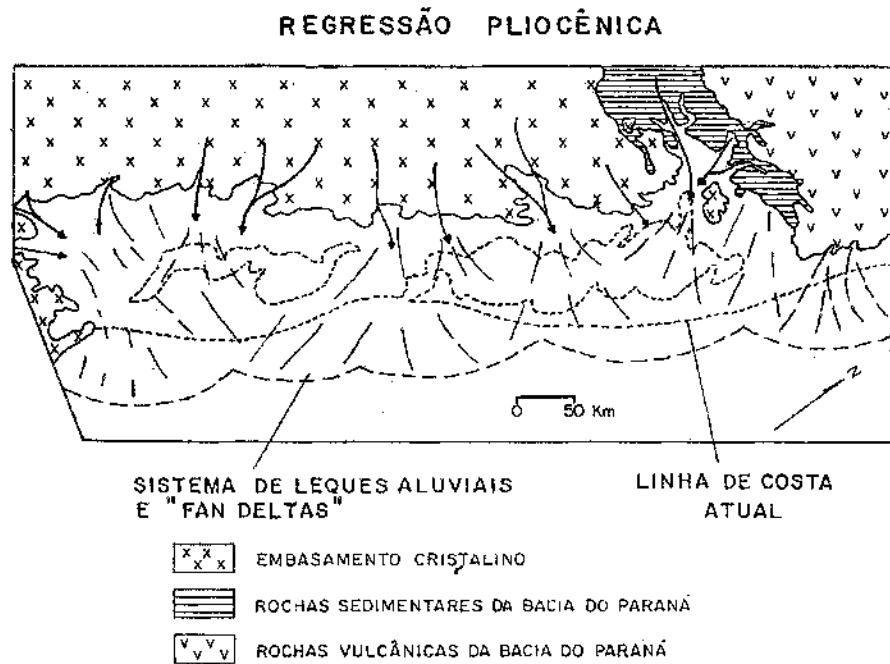 REGRESSÃO PLIOCÊNICA
0 50 Km
N
SISTEMA DE LEQUES ALUVIAIS
E "FAN DELTAS"
LINHA DE COSTA
ATUAL
EMBASAMENTO CRISTALINO
ROCHAS SEDIMENTARES DA BACIA DO PARANÁ
ROCHAS VULCÂNICAS DA BACIA DO PARANÁ